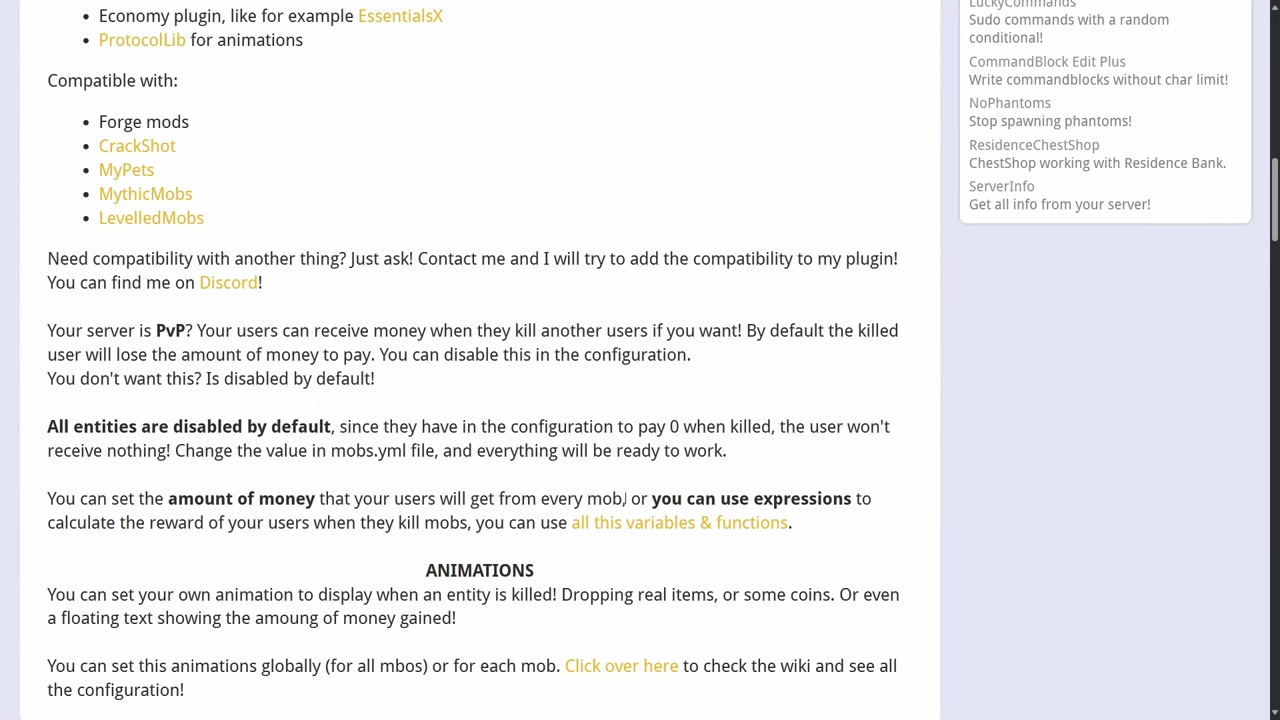 Economy plugin, like for example EssentialsX
ProtocolLib for animations
Compatible with:
Forge mods
CrackShot
MyPets
MythicMobs
LevelledMobs
Need compatibility with another thing? Just ask! Contact me and I will try to add the compatibility to my plugin!
You can find me on Discord!
Your server is PvP? Your users can receive money when they kill another users if you want! By default the killed
user will lose the amount of money to pay. You can disable this in the configuration.
You don't want this? Is disabled by default!
All entities are disabled by default, since they have in the configuration to pay 0 when killed, the user won't
receive nothing! Change the value in mobs.yml file, and everything will be ready to work.
You can set the amount of money that your users will get from every mob, or you can use expressions to
calculate the reward of your users when they kill mobs, you can use all this variables & functions.
ANIMATIONS
You can set your own animation to display when an entity is killed! Dropping real items, or some coins. Or even
a floating text showing the amoung of money gained!
You can set this animations globally (for all mbos) or for each mob. Click over here to check the wiki and see all
the configuration!
LuckyCommands
Sudo commands with a random
conditional!
CommandBlock Edit Plus
Write commandblocks without char limit!
NoPhantoms
Stop spawning phantoms!
ResidenceChestShop
ChestShop working with Residence Bank.
ServerInfo
Get all info from your server!